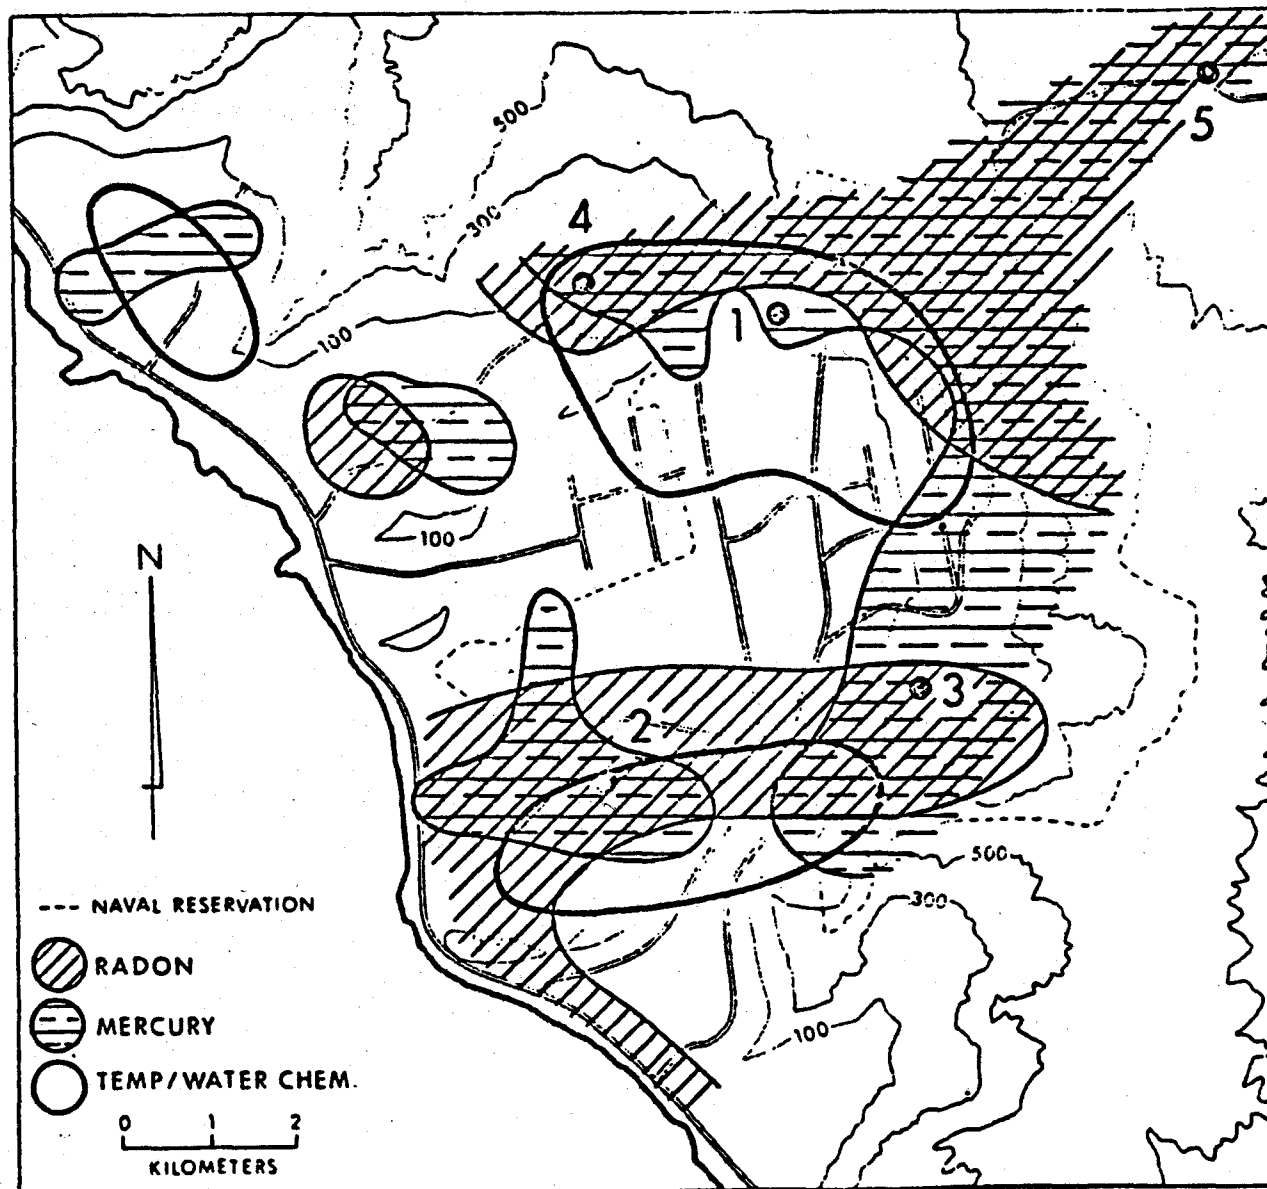 500
5
4
300
1
100
100
N
3
2
500
300
--- NAVAL RESERVATION
RADON
MERCURY
100
TEMP/WATER CHEM.
0 1 2
KILOMETERS